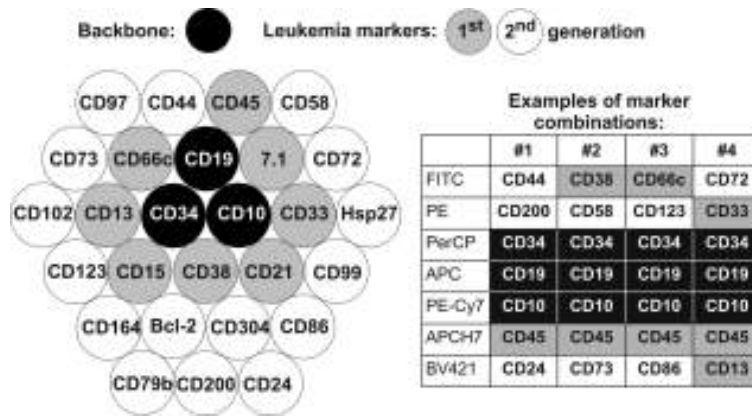 Backbone: Leukemia markers: 1st 2nd generation
CD97 CD44 CD45 CD58
CD73 CD66c CD19 7.1 CD72
CD102 CD13 CD34 CD10 CD33 Hsp27
CD123 CD15 CD38 CD21 CD99
CD164 Bcl-2 CD304 CD86
CD79b CD200 CD24
Examples of marker
combinations:
#1 #2 #3 #4
FITC CD44 CD38 CD66c CD72
PE CD200 CD58 CD123 CD33
PerCP CD34 CD34 CD34 CD34
APC CD19 CD19 CD19 CD19
PE-Cy7 CD10 CD10 CD10 CD10
APCH7 CD45 CD45 CD45 CD45
BV421 CD24 CD73 CD86 CD13